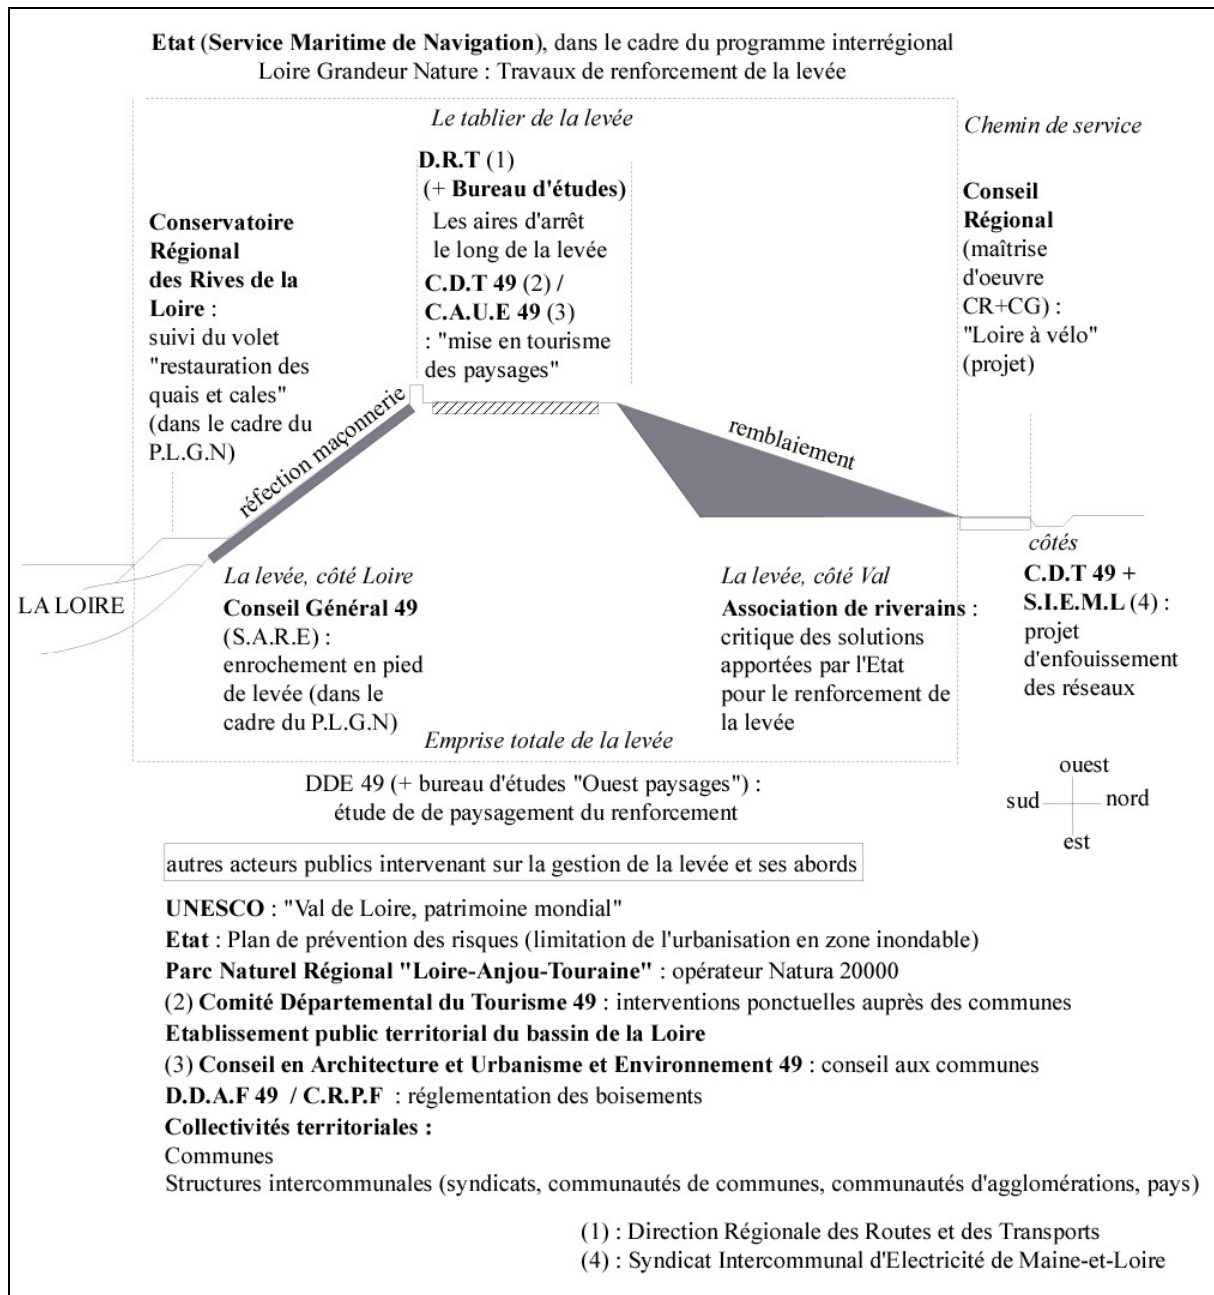 Etat (Service Maritime de Navigation), dans le cadre du programme interrégional
Loire Grandeur Nature : Travaux de renforcement de la levée
Le tablier de la levée
Chemin de service
D.R.T (1)
(+ Bureau d'études)
Les aires d'arrêt
le long de la levée
C.D.T 49 (2) /
C.A.U.E 49 (3)
: "mise en tourisme
des paysages"
Conservatoire
Régional
des Rives de la
Loire :
suivi du volet
"restauration des
quais et cales"
(dans le cadre du
P.L.G.N)
Conseil
Régional
(maîtrise
d'oeuvre
CR+CG) :
"Loire à vélo"
(projet)
réfection maçonnerie
remblaiement
LA LOIRE
La levée, côté Loire
Conseil Général 49
(S.A.R.E) :
enrochement en pied
de levée (dans le
cadre du P.L.G.N)
La levée, côté Val
Association de riverains :
critique des solutions
apportées par l'Etat
pour le renforcement de
la levée
côtés
C.D.T 49 +
S.I.E.M.L (4) :
projet
d'enfouissement
des réseaux
Emprise totale de la levée
DDE 49 (+ bureau d'études "Ouest paysages") :
étude de de paysagement du renforcement
ouest
sud
nord
est
autres acteurs publics intervenant sur la gestion de la levée et ses abords
UNESCO : "Val de Loire, patrimoine mondial"
Etat : Plan de prévention des risques (limitation de l'urbanisation en zone inondable)
Parc Naturel Régional "Loire-Anjou-Touraine" : opérateur Natura 20000
(2) Comité Départemental du Tourisme 49 : interventions ponctuelles auprès des communes
Etablissement public territorial du bassin de la Loire
(3) Conseil en Architecture et Urbanisme et Environnement 49 : conseil aux communes
D.D.A.F 49 / C.R.P.F : réglementation des boisements
Collectivités territoriales :
Communes
Structures intercommunales (syndicats, communautés de communes, communautés d'agglomérations, pays)
(1) : Direction Régionale des Routes et des Transports
(4) : Syndicat Intercommunal d'Electricité de Maine-et-Loire